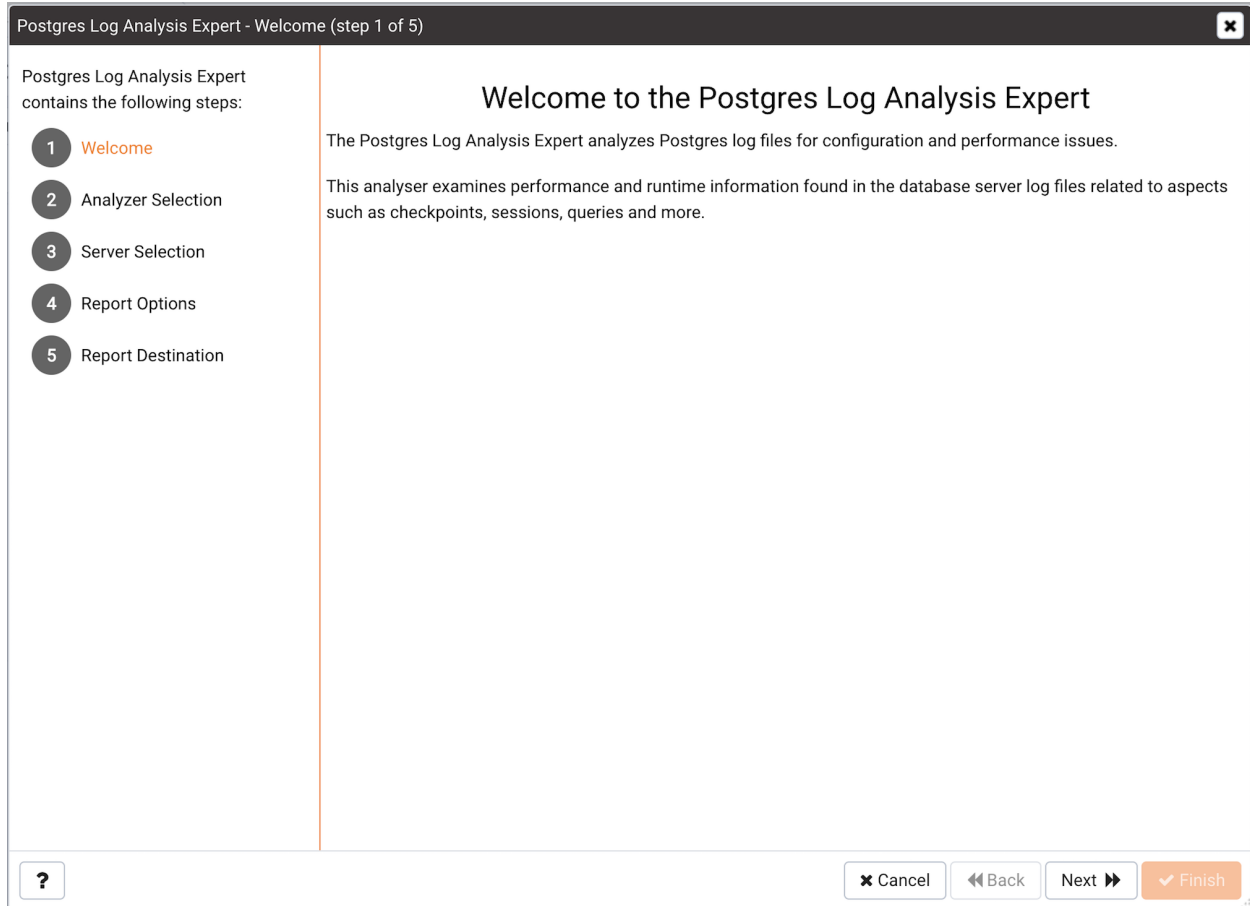 Postgres Log Analysis Expert - Welcome (step 1 of 5)
Postgres Log Analysis Expert
contains the following steps:
1 Welcome
2 Analyzer Selection
3 Server Selection
4 Report Options
5 Report Destination
Welcome to the Postgres Log Analysis Expert
The Postgres Log Analysis Expert analyzes Postgres log files for configuration and performance issues.
This analyser examines performance and runtime information found in the database server log files related to aspects
such as checkpoints, sessions, queries and more.
? Cancel Back Next Finish